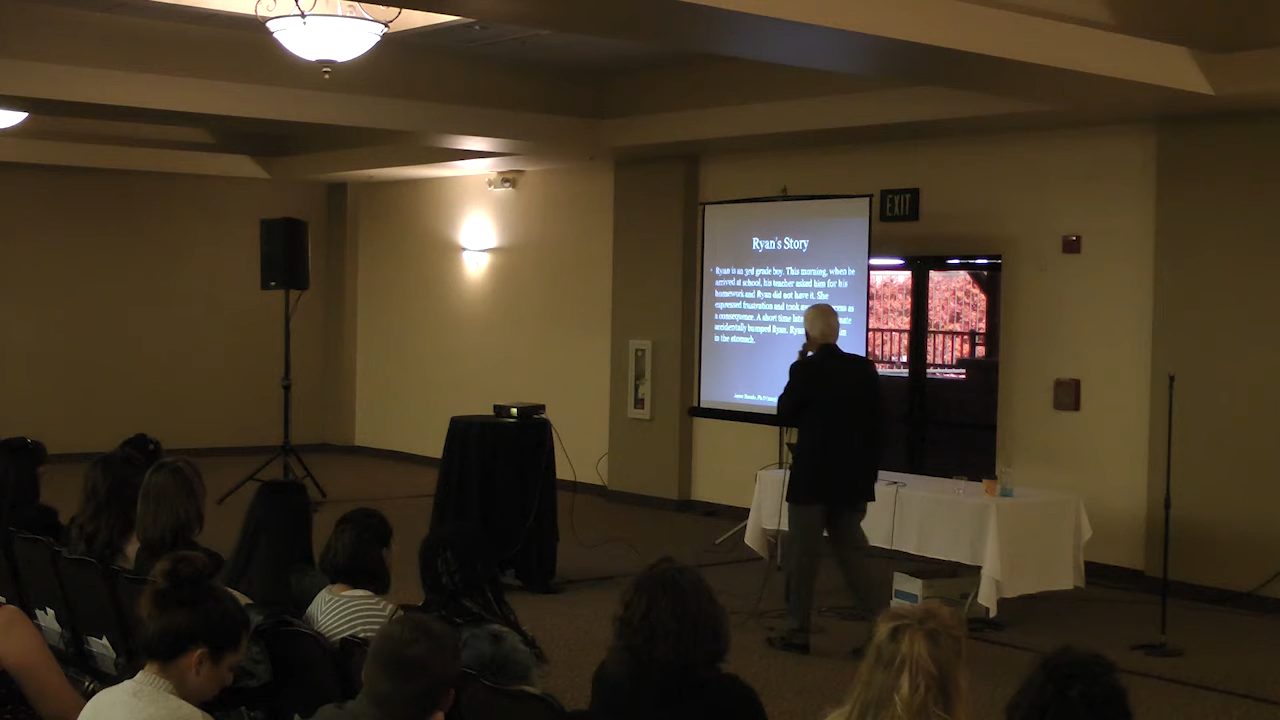 EXIT
Ryan's Story
• Ryan is an 3rd grade boy. This morning, when he
arrived at school, his teacher asked him for his
homework and Ryan did not have it. She
expressed frustration and took as
a consequence. A short time
accidentally bumped Ryan.
in the stomach.